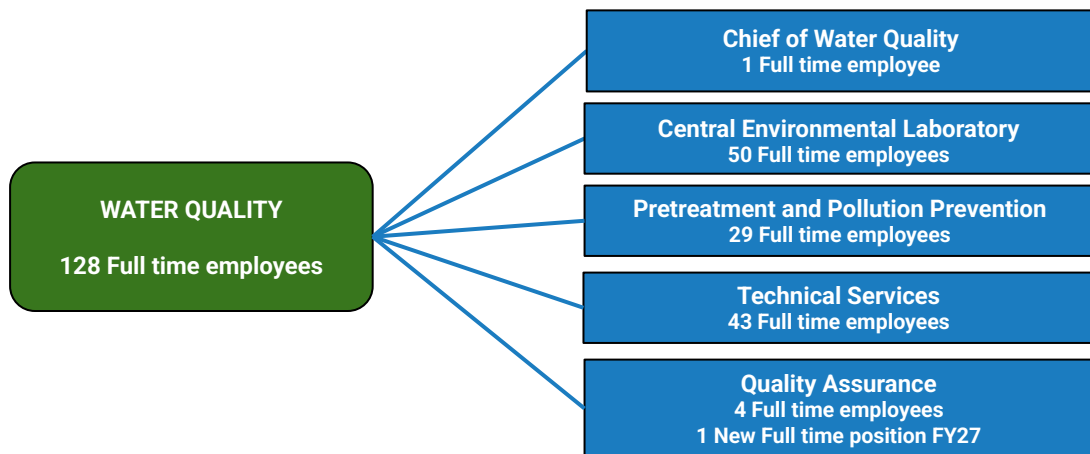 WATER QUALITY
128 Full time employees
Chief of Water Quality
1 Full time employee
Central Environmental Laboratory
50 Full time employees
Pretreatment and Pollution Prevention
29 Full time employees
Technical Services
43 Full time employees
Quality Assurance
4 Full time employees
1 New Full time position FY27